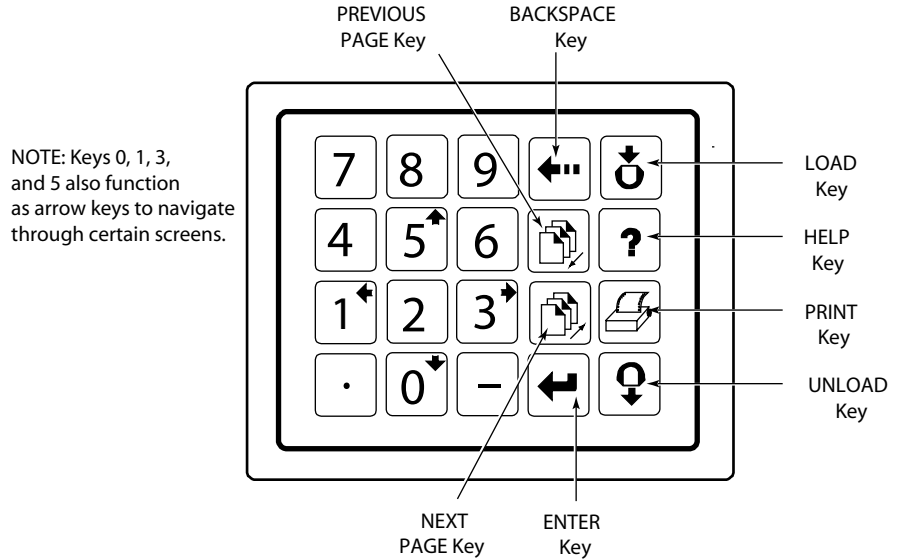 PREVIOUS
PAGE Key
BACKSPACE
Key
NOTE: Keys 0, 1, 3,
and 5 also function
as arrow keys to navigate
through certain screens.
7 8 9
LOAD
Key
4 5 6 ?
HELP
Key
1 2 3
PRINT
Key
. 0 –
UNLOAD
Key
NEXT
PAGE Key
ENTER
Key